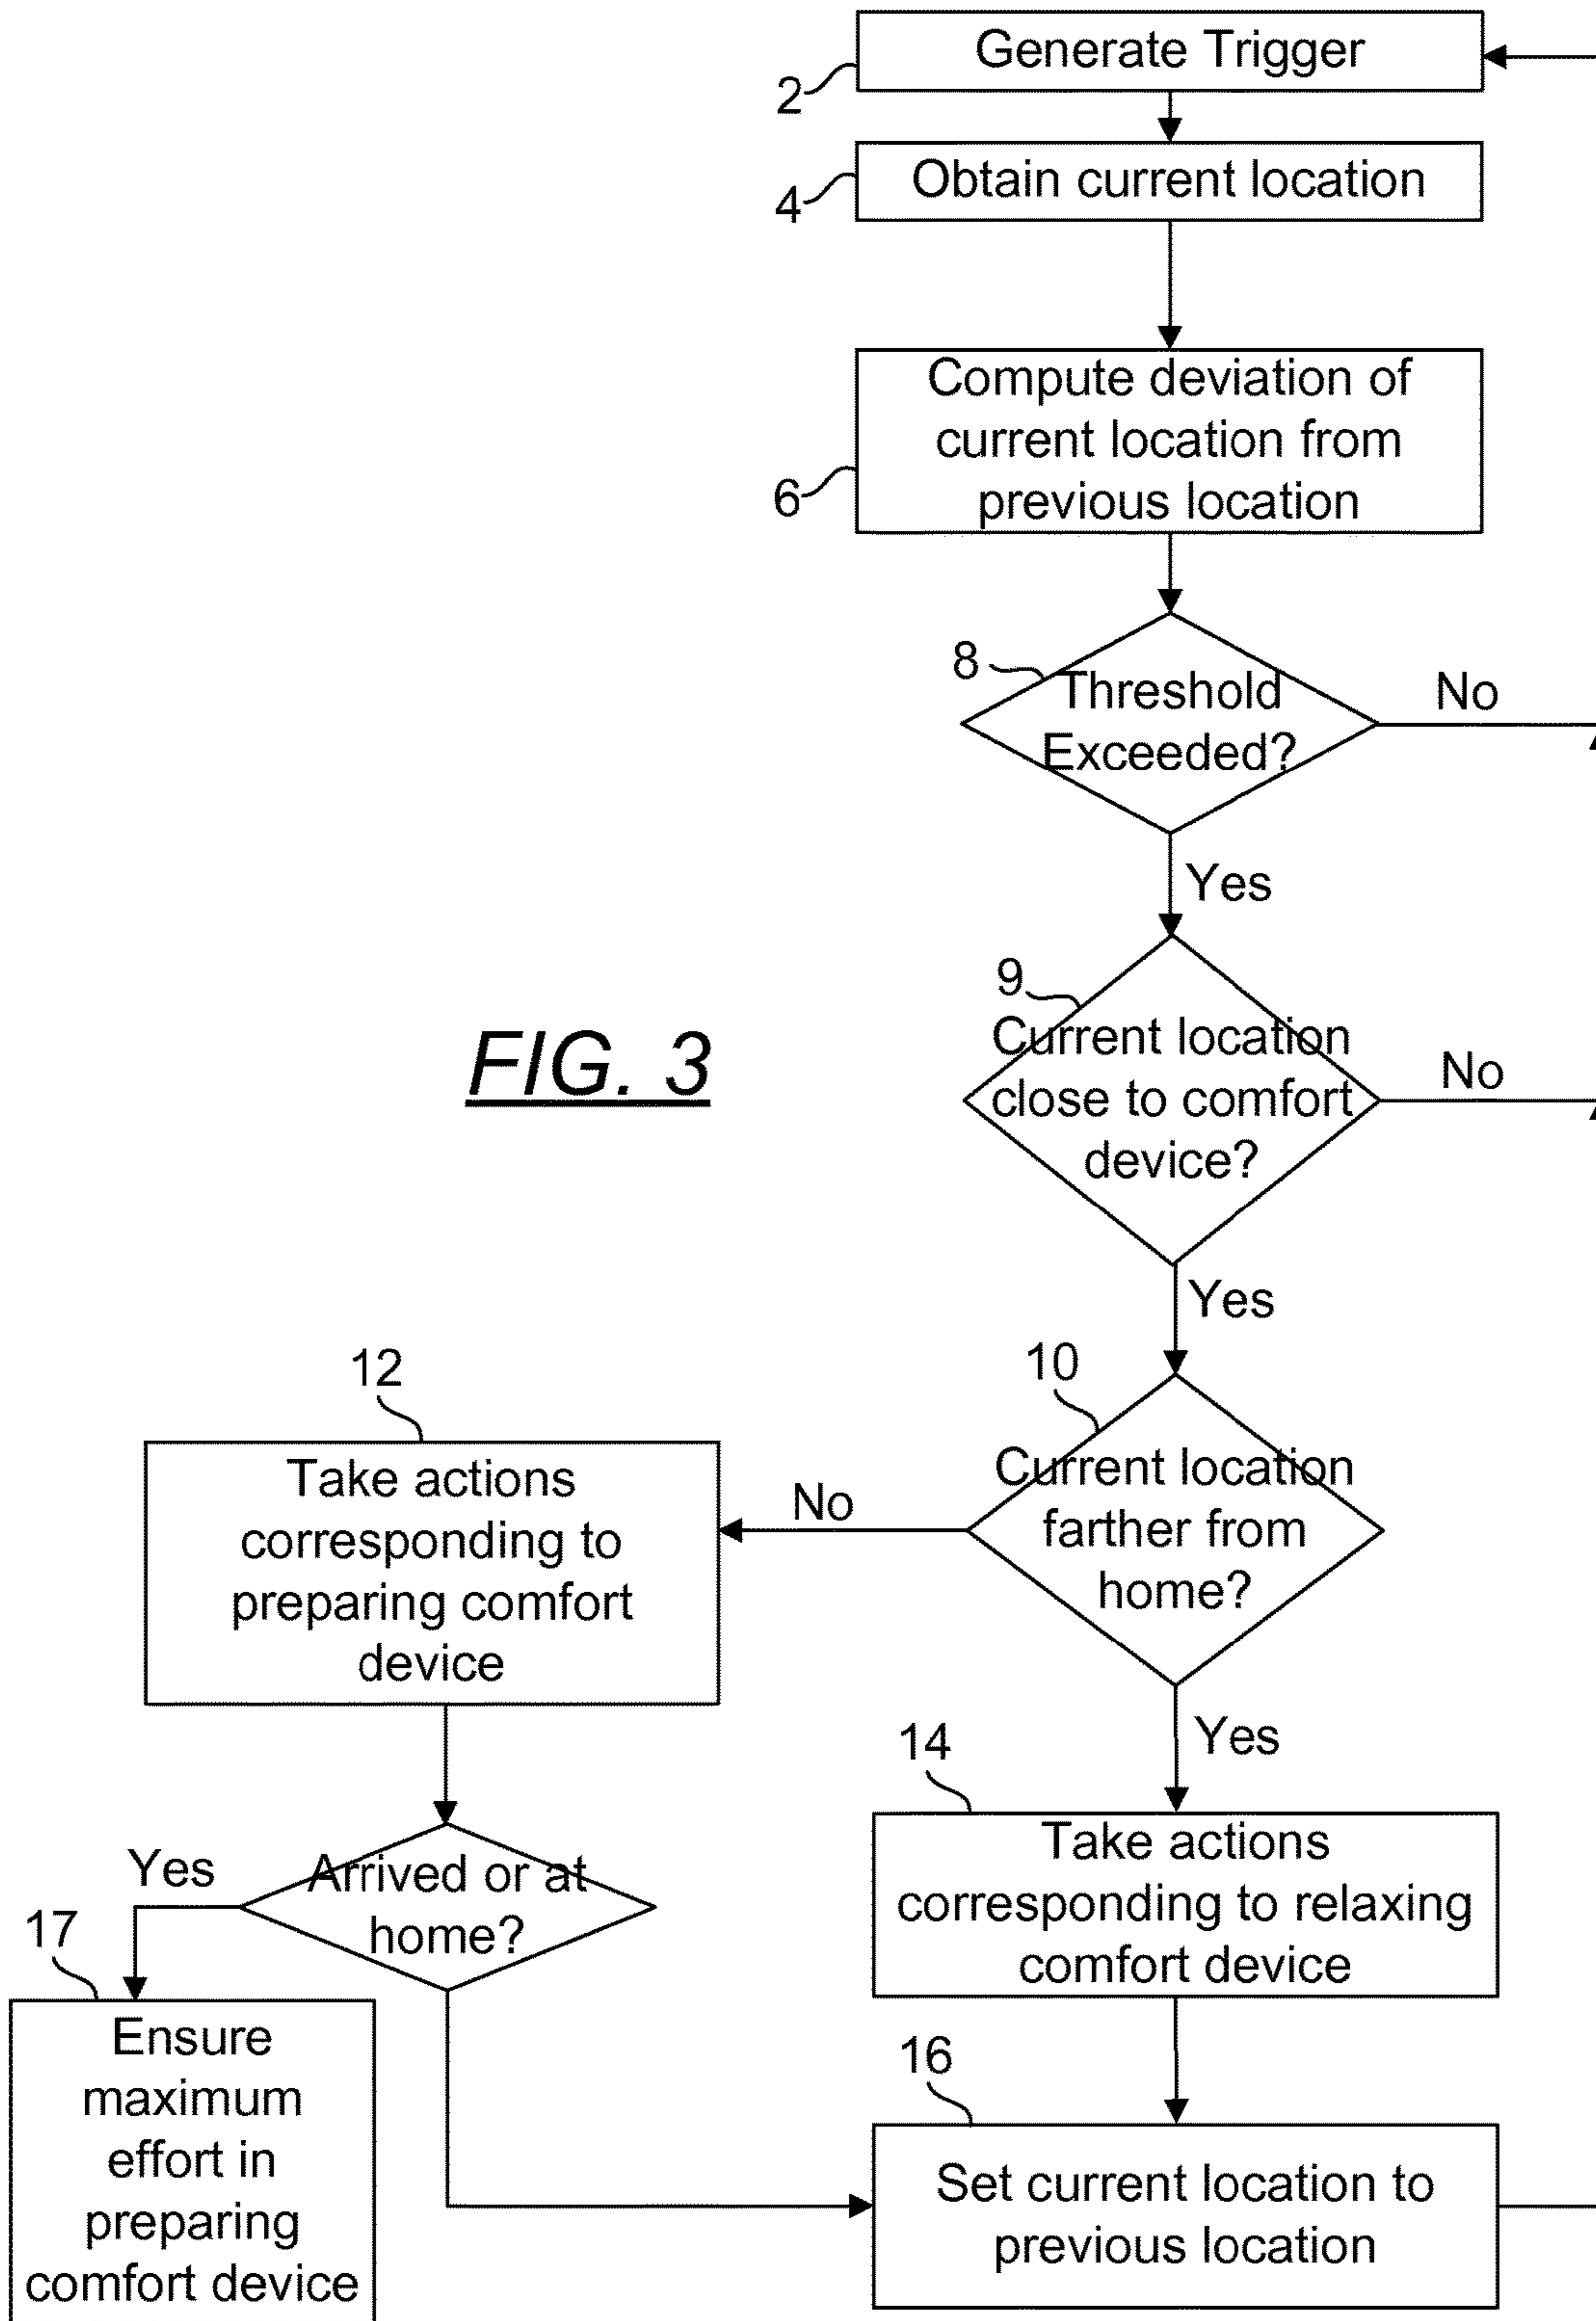 Generate Trigger
2
Obtain current location
4
Compute deviation of
current location from
previous location
6
8
Threshold
Exceeded?
No
Yes
9
Current location
close to comfort
device?
No
FIG. 3
Yes
10
Current location
farther from
home?
No
12
Take actions
corresponding to
preparing comfort
device
Yes
14
Take actions
corresponding to relaxing
comfort device
Arrived or at
home?
Yes
17
Ensure
maximum
effort in
preparing
comfort device
16
Set current location to
previous location